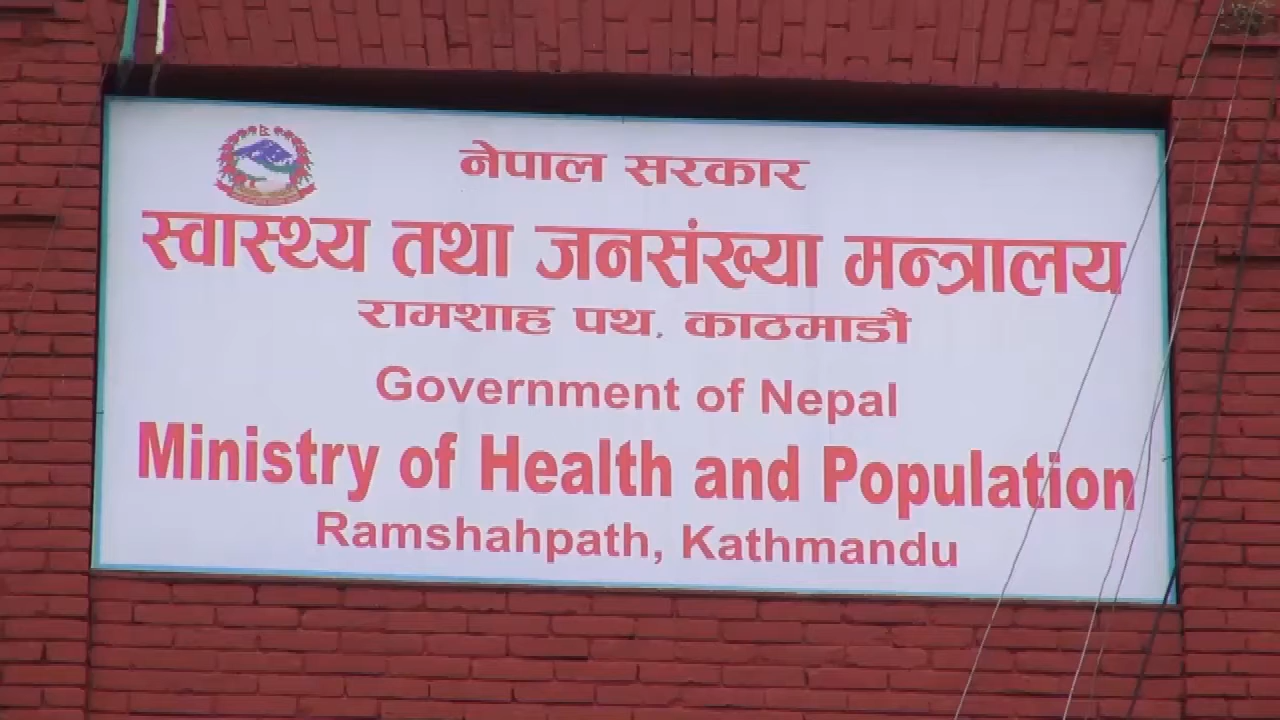 नेपाल सरकार
स्वास्थ्य तथा जनसंख्या मन्त्रालय
रामशाह पथ, काठमाडौं
Government of Nepal
Ministry of Health and Population
Ramshahpath, Kathmandu